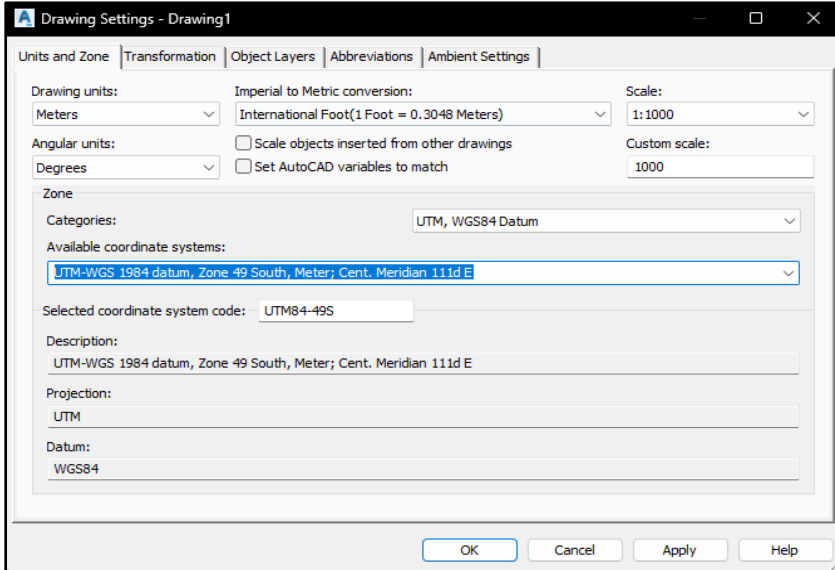 Drawing Settings - Drawing1
Units and Zone Transformation Object Layers Abbreviations Ambient Settings
Drawing units: Imperial to Metric conversion: Scale:
Meters International Foot(1 Foot = 0.3048 Meters) 1:1000
Angular units: Scale objects inserted from other drawings Custom scale:
Degrees Set AutoCAD variables to match 1000
Zone
Categories: UTM, WGS84 Datum
Available coordinate systems:
UTM-WGS 1984 datum, Zone 49 South, Meter; Cent. Meridian 111d E
Selected coordinate system code: UTM84-49S
Description:
UTM-WGS 1984 datum, Zone 49 South, Meter; Cent. Meridian 111d E
Projection:
UTM
Datum:
WGS84
OK Cancel Apply Help